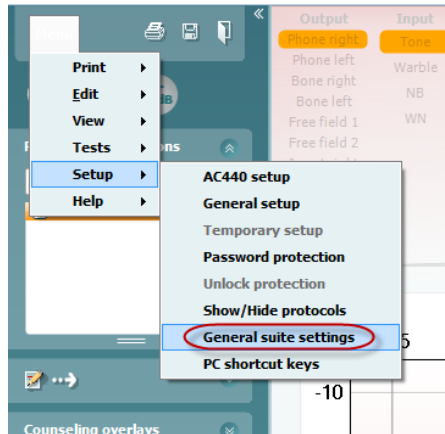 Output Input
Phone right Tone
Phone left Warble
Bone right NB
Bone left WN
Free field 1
Free field 2
Menu
Print
Edit
View
Tests
Setup
Help
dB
ns
AC440 setup
General setup
Temporary setup
Password protection
Unlock protection
Show/Hide protocols
General suite settings
PC shortcut keys
5
-10
Counseling overlays